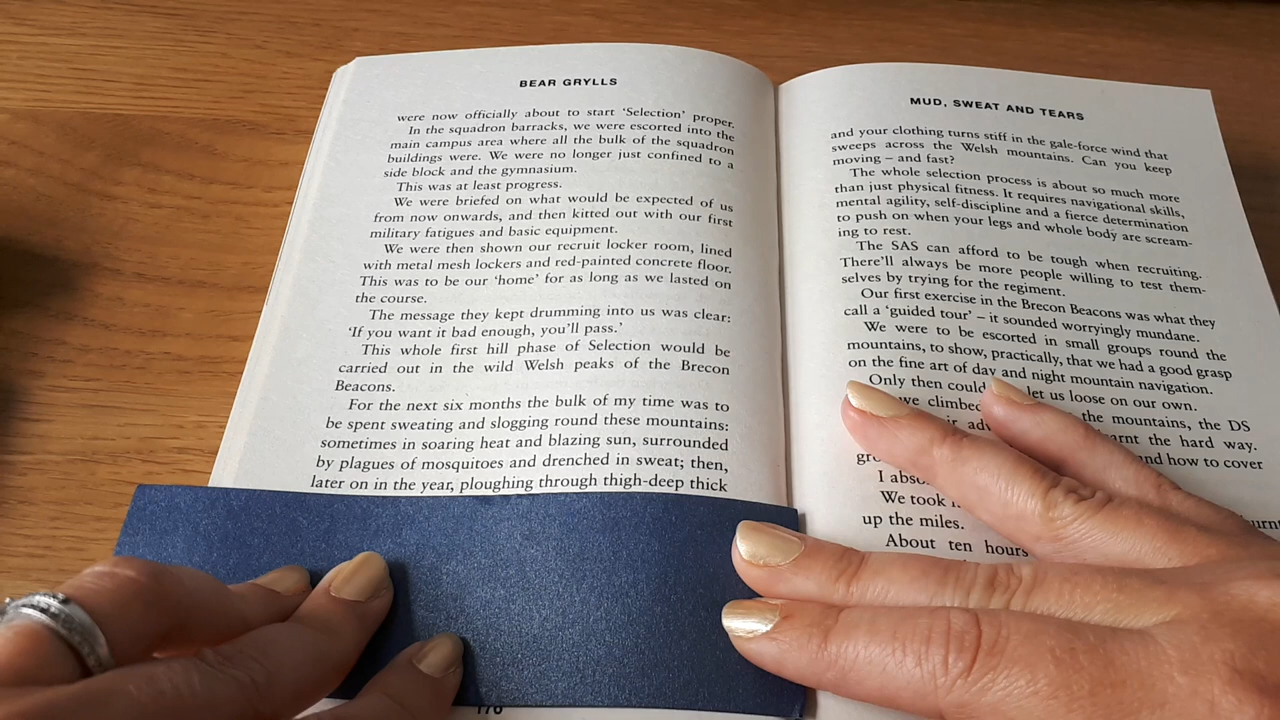 BEAR GRYLLS
were now officially about to start ‘Selection’ proper.
In the squadron barracks, we were escorted into the
main campus area where all the bulk of the squadron
buildings were. We were no longer just confined to a
side block and the gymnasium.
This was at least progress.
We were briefed on what would be expected of us
from now onwards, and then kitted out with our first
military fatigues and basic equipment.
We were then shown our recruit locker room, lined
with metal mesh lockers and red-painted concrete floor.
This was to be our ‘home’ for as long as we lasted on
the course.
The message they kept drumming into us was clear:
‘If you want it bad enough, you’ll pass.’
This whole first hill phase of Selection would be
carried out in the wild Welsh peaks of the Brecon
Beacons.
For the next six months the bulk of my time was to
be spent sweating and slogging round these mountains:
sometimes in soaring heat and blazing sun, surrounded
by plagues of mosquitoes and drenched in sweat; then,
later on in the year, ploughing through thigh-deep thick
MUD, SWEAT AND TEARS
and your clothing turns stiff in the gale-force wind that
sweeps across the Welsh mountains. Can you keep
moving – and fast?
The whole selection process is about so much more
than just physical fitness. It requires navigational skills,
mental agility, self-discipline and a fierce determination
to push on when your legs and whole body are scream-
ing to rest.
The SAS can afford to be tough when recruiting.
There’ll always be more people willing to test them-
selves by trying for the regiment.
Our first exercise in the Brecon Beacons was what they
call a ‘guided tour’ – it sounded worryingly mundane.
We were to be escorted in small groups round the
mountains, to show, practically, that we had a good grasp
on the fine art of day and night mountain navigation.
Only then could let us loose on our own.
we climbed the mountains, the DS
the hard way.
and how to cover
I
We took
up the miles.
About ten hours